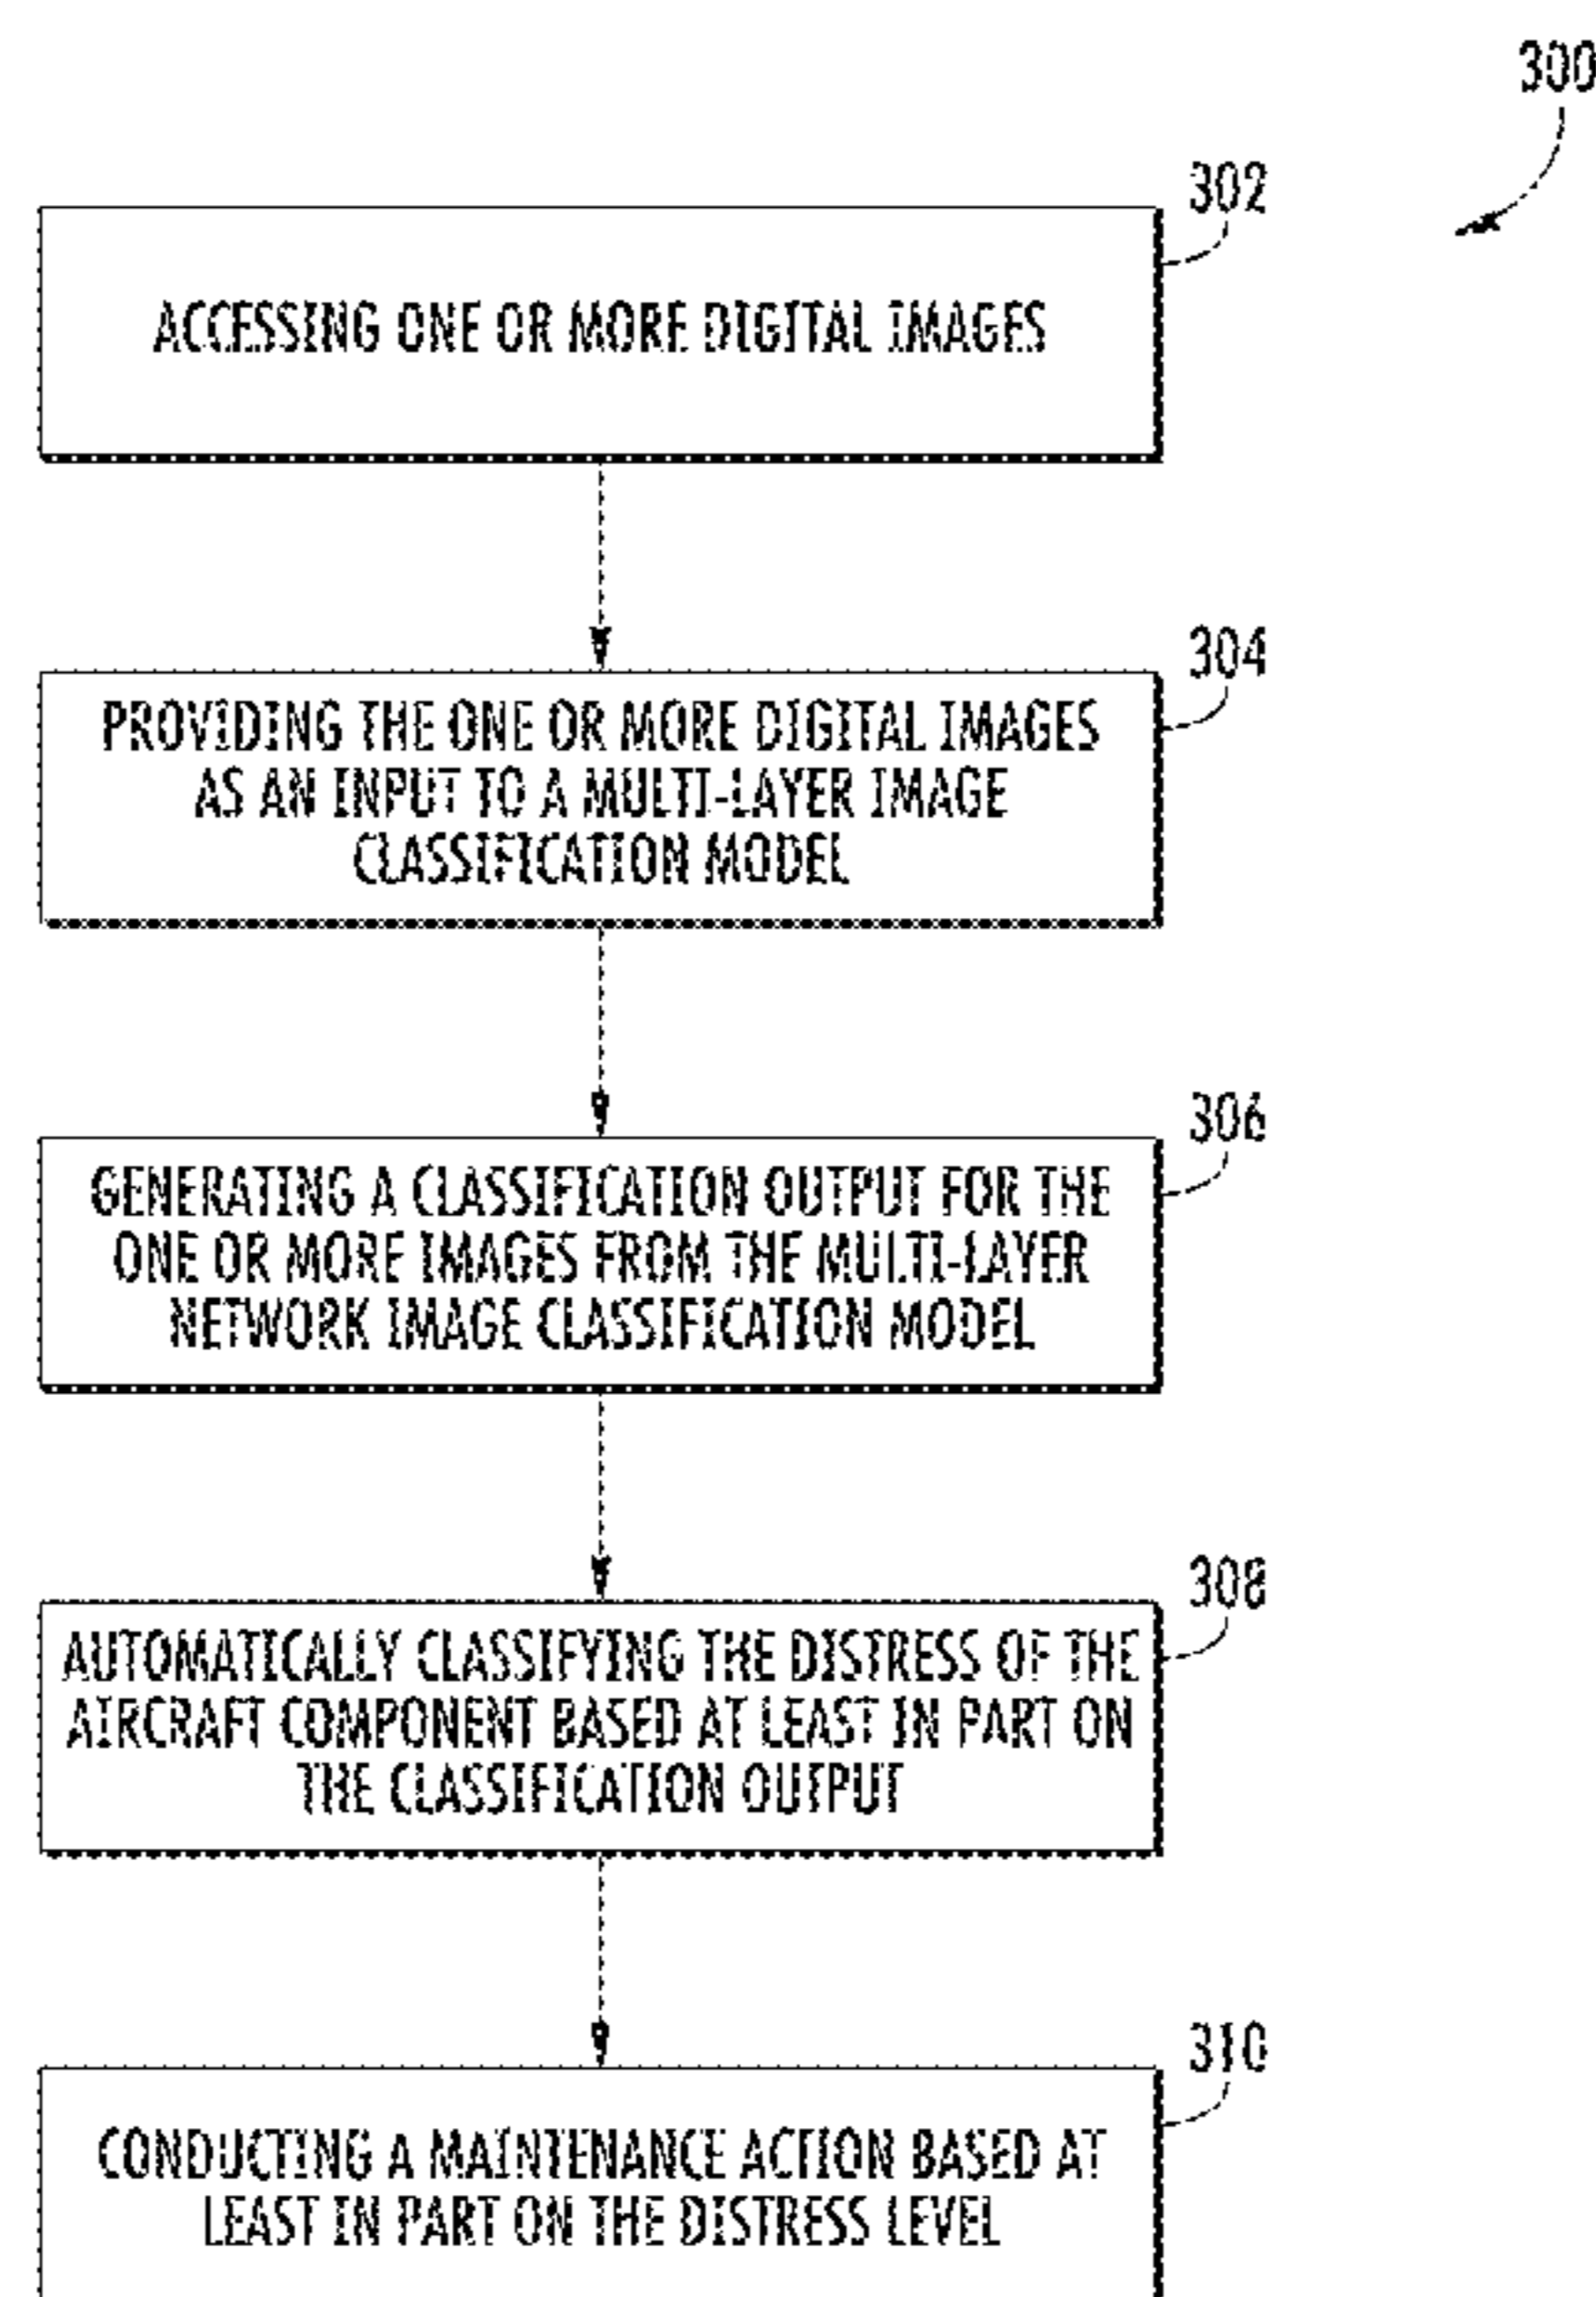 300
302
ACCESSING ONE OR MORE DIGITAL IMAGES
304
PROVIDING THE ONE OR MORE DIGITAL IMAGES
AS AN INPUT TO A MULTI-LAYER IMAGE
CLASSIFICATION MODEL
306
GENERATING A CLASSIFICATION OUTPUT FOR THE
ONE OR MORE IMAGES FROM THE MULTI-LAYER
NETWORK IMAGE CLASSIFICATION MODEL
308
AUTOMATICALLY CLASSIFYING THE DISTRESS OF THE
AIRCRAFT COMPONENT BASED AT LEAST IN PART ON
THE CLASSIFICATION OUTPUT
310
CONDUCTING A MAINTENANCE ACTION BASED AT
LEAST IN PART ON THE DISTRESS LEVEL